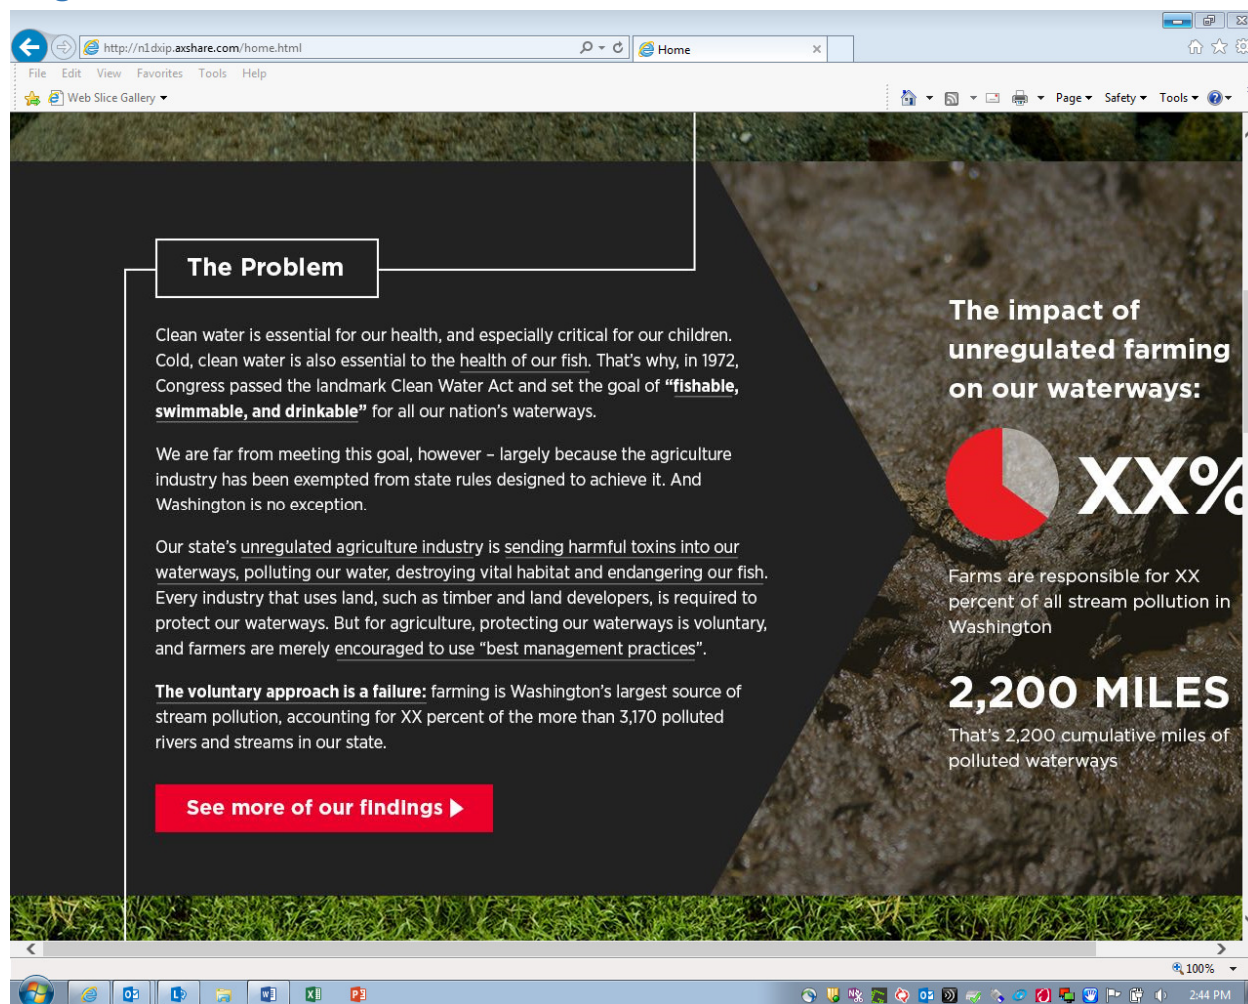 http://n1dxip.axshare.com/home.html
Home
File Edit View Favorites Tools Help
Web Slice Gallery
Page Safety Tools
The Problem
Clean water is essential for our health, and especially critical for our children.
Cold, clean water is also essential to the health of our fish. That's why, in 1972,
Congress passed the landmark Clean Water Act and set the goal of “fishable,
swimmable, and drinkable” for all our nation's waterways.
We are far from meeting this goal, however – largely because the agriculture
industry has been exempted from state rules designed to achieve it. And
Washington is no exception.
Our state's unregulated agriculture industry is sending harmful toxins into our
waterways, polluting our water, destroying vital habitat and endangering our fish.
Every industry that uses land, such as timber and land developers, is required to
protect our waterways. But for agriculture, protecting our waterways is voluntary,
and farmers are merely encouraged to use “best management practices”.
The voluntary approach is a failure: farming is Washington's largest source of
stream pollution, accounting for XX percent of the more than 3,170 polluted
rivers and streams in our state.
See more of our findings
The impact of
unregulated farming
on our waterways:
XX%
Farms are responsible for XX
percent of all stream pollution in
Washington
2,200 MILES
That's 2,200 cumulative miles of
polluted waterways
100%
2:44 PM